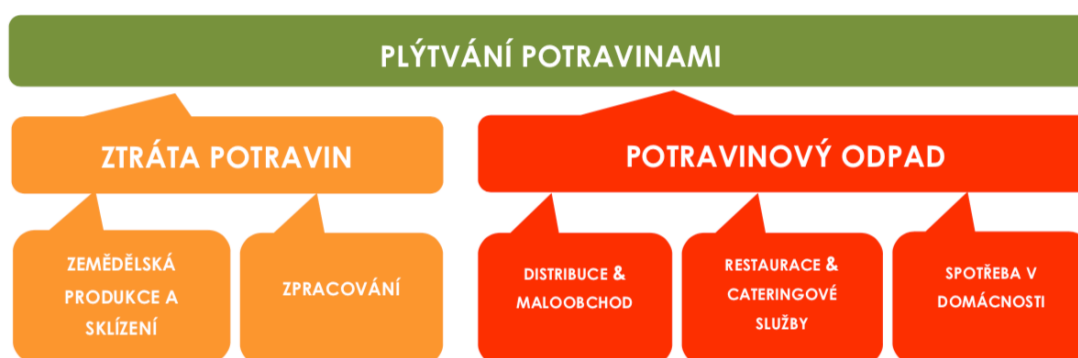 PLÝTVÁNÍ POTRAVINAMI
ZTRÁTA POTRAVIN
POTRAVINOVÝ ODPAD
ZEMĚDĚLSKÁ
PRODUKCE A
SKLÍZENÍ
ZPRACOVÁNÍ
DISTRIBUCE &
MALOOBCHOD
RESTAURACE &
CATERINGOVÉ
SLUŽBY
SPOTŘEBA V
DOMÁCNOSTI